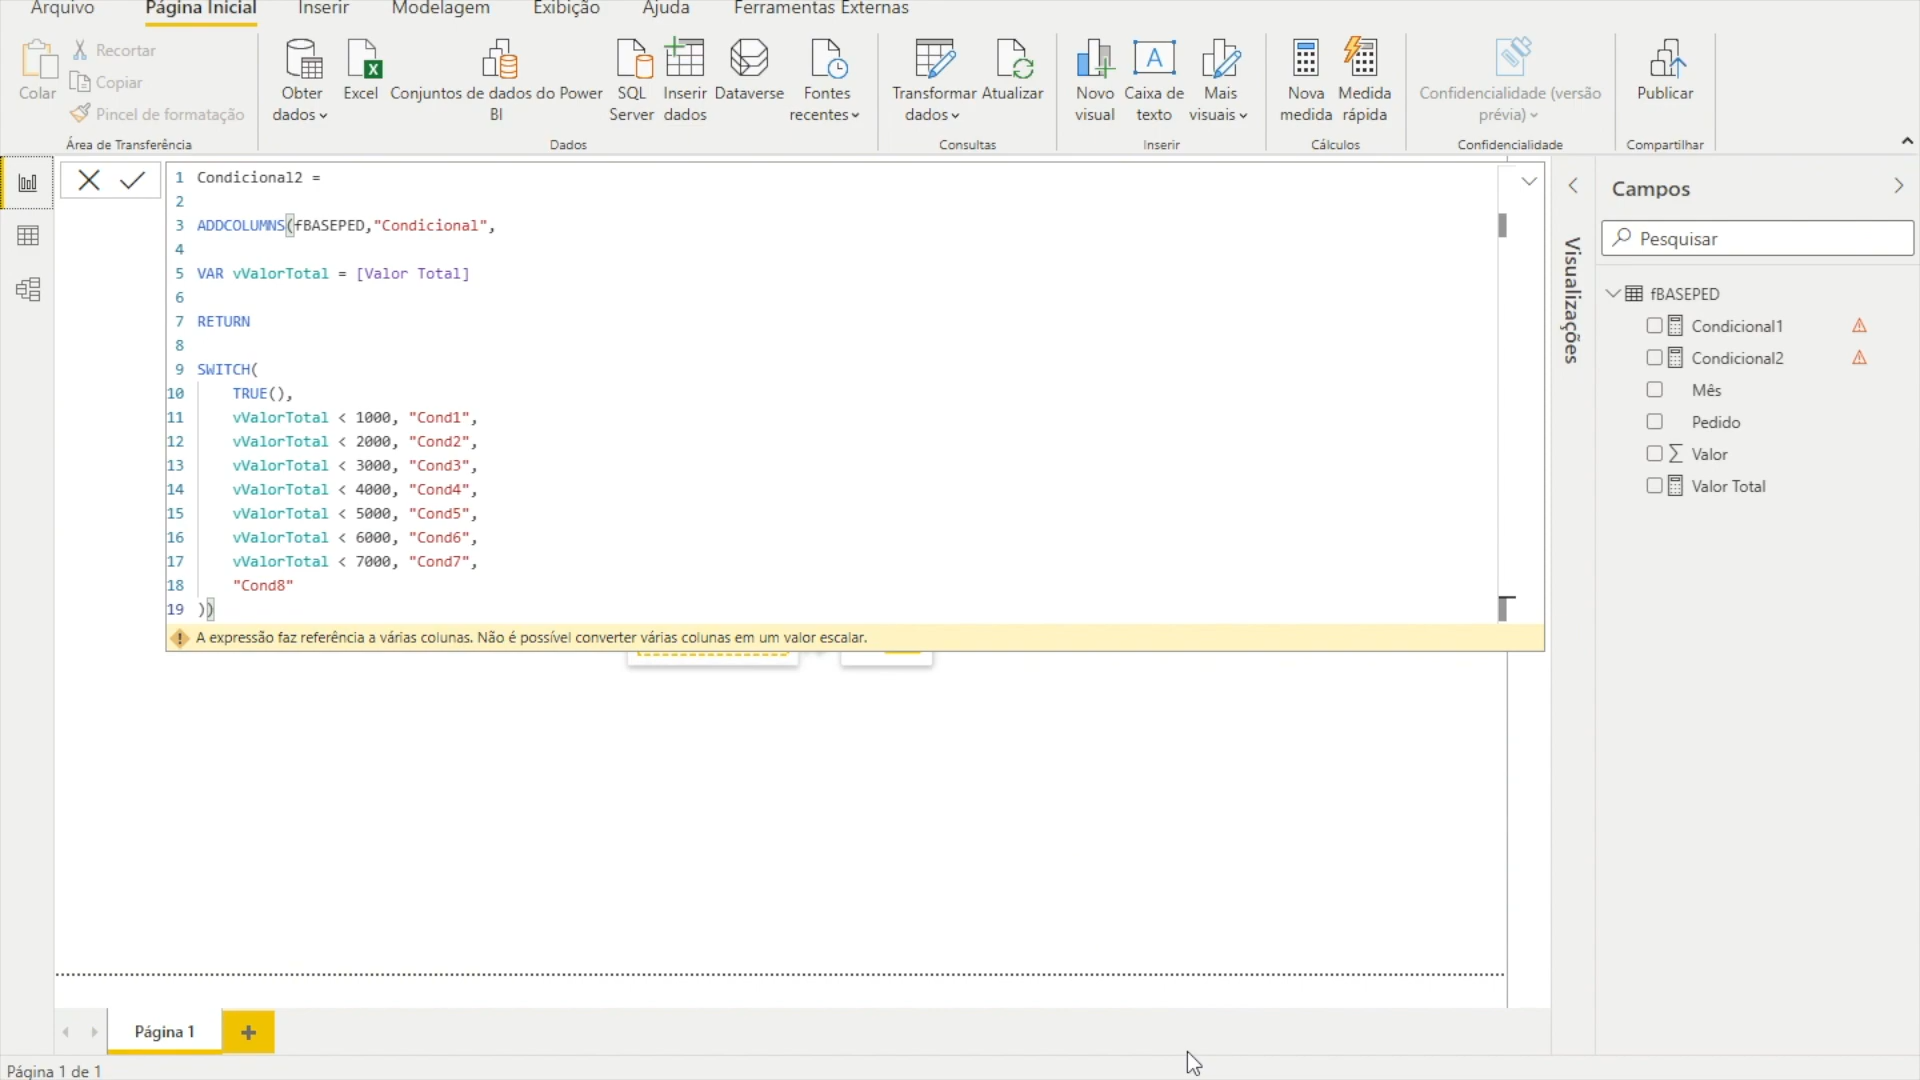 Arquivo Página Inicial Inserir Modelagem Exibição Ajuda Ferramentas Externas
Colar
Recortar
Copiar
Pincel de formatação
Área de Transferência
Obter
dados
Excel
Conjuntos de dados do Power
BI
SQL
Server
Inserir
dados
Dataverse
Fontes
recentes
Dados
Transformar
dados
Atualizar
Consultas
Novo
visual
Caixa de
texto
Mais
visuais
Inserir
Nova
medida
Medida
rápida
Cálculos
Confidencialidade (versão
prévia)
Confidencialidade
Publicar
Compartilhar
1 Condicional2 =
2
3 ADDCOLUMNS(fBASEPED,"Condicional",
4
5 VAR vValorTotal = [Valor Total]
6
7 RETURN
8
9 SWITCH(
10 TRUE(),
11 vValorTotal < 1000, "Cond1",
12 vValorTotal < 2000, "Cond2",
13 vValorTotal < 3000, "Cond3",
14 vValorTotal < 4000, "Cond4",
15 vValorTotal < 5000, "Cond5",
16 vValorTotal < 6000, "Cond6",
17 vValorTotal < 7000, "Cond7",
18 "Cond8"
19 ))
A expressão faz referência a várias colunas. Não é possível converter várias colunas em um valor escalar.
Visualizações
Campos
Pesquisar
fBASEPED
Condicional1
Condicional2
Mês
Pedido
Valor
Valor Total
Página 1
Página 1 de 1